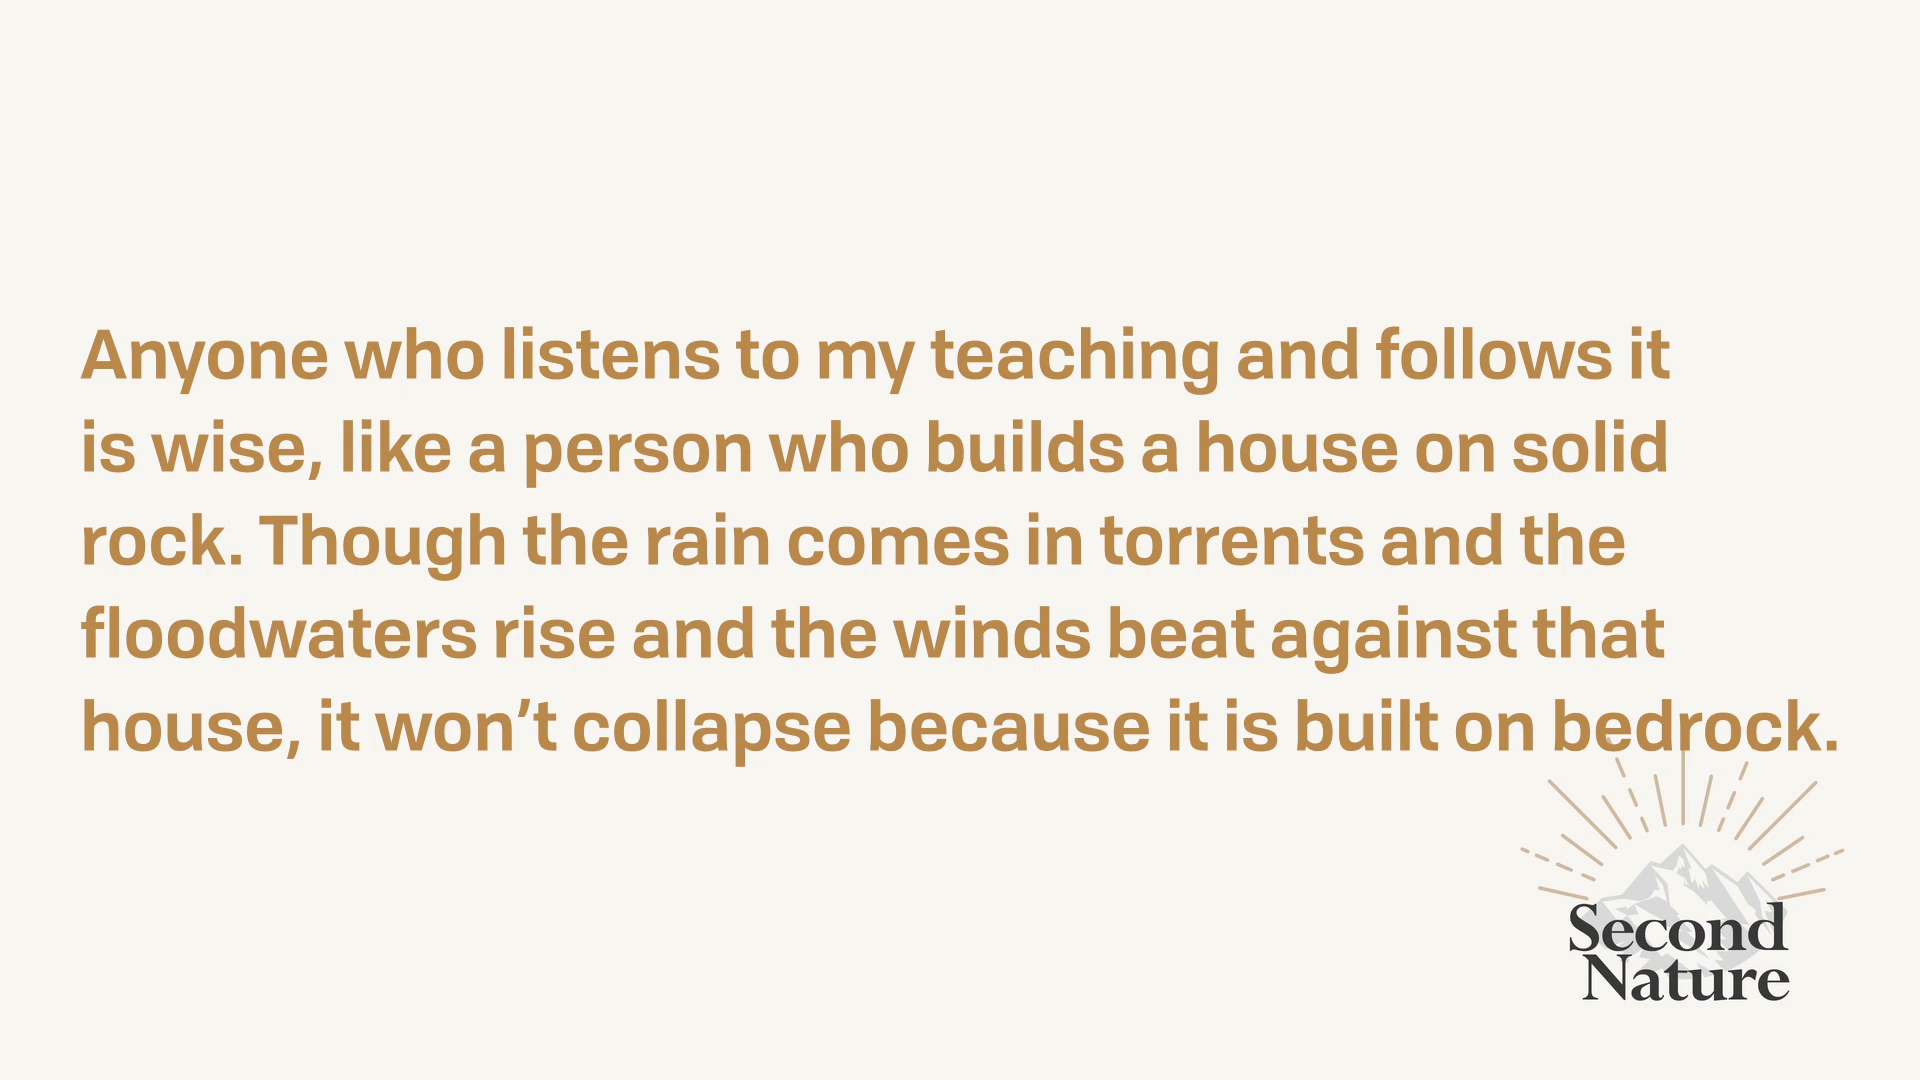 Anyone who listens to my teaching and follows it
is wise, like a person who builds a house on solid
rock. Though the rain comes in torrents and the
floodwaters rise and the winds beat against that
house, it won’t collapse because it is built on bedrock.
Second
Nature